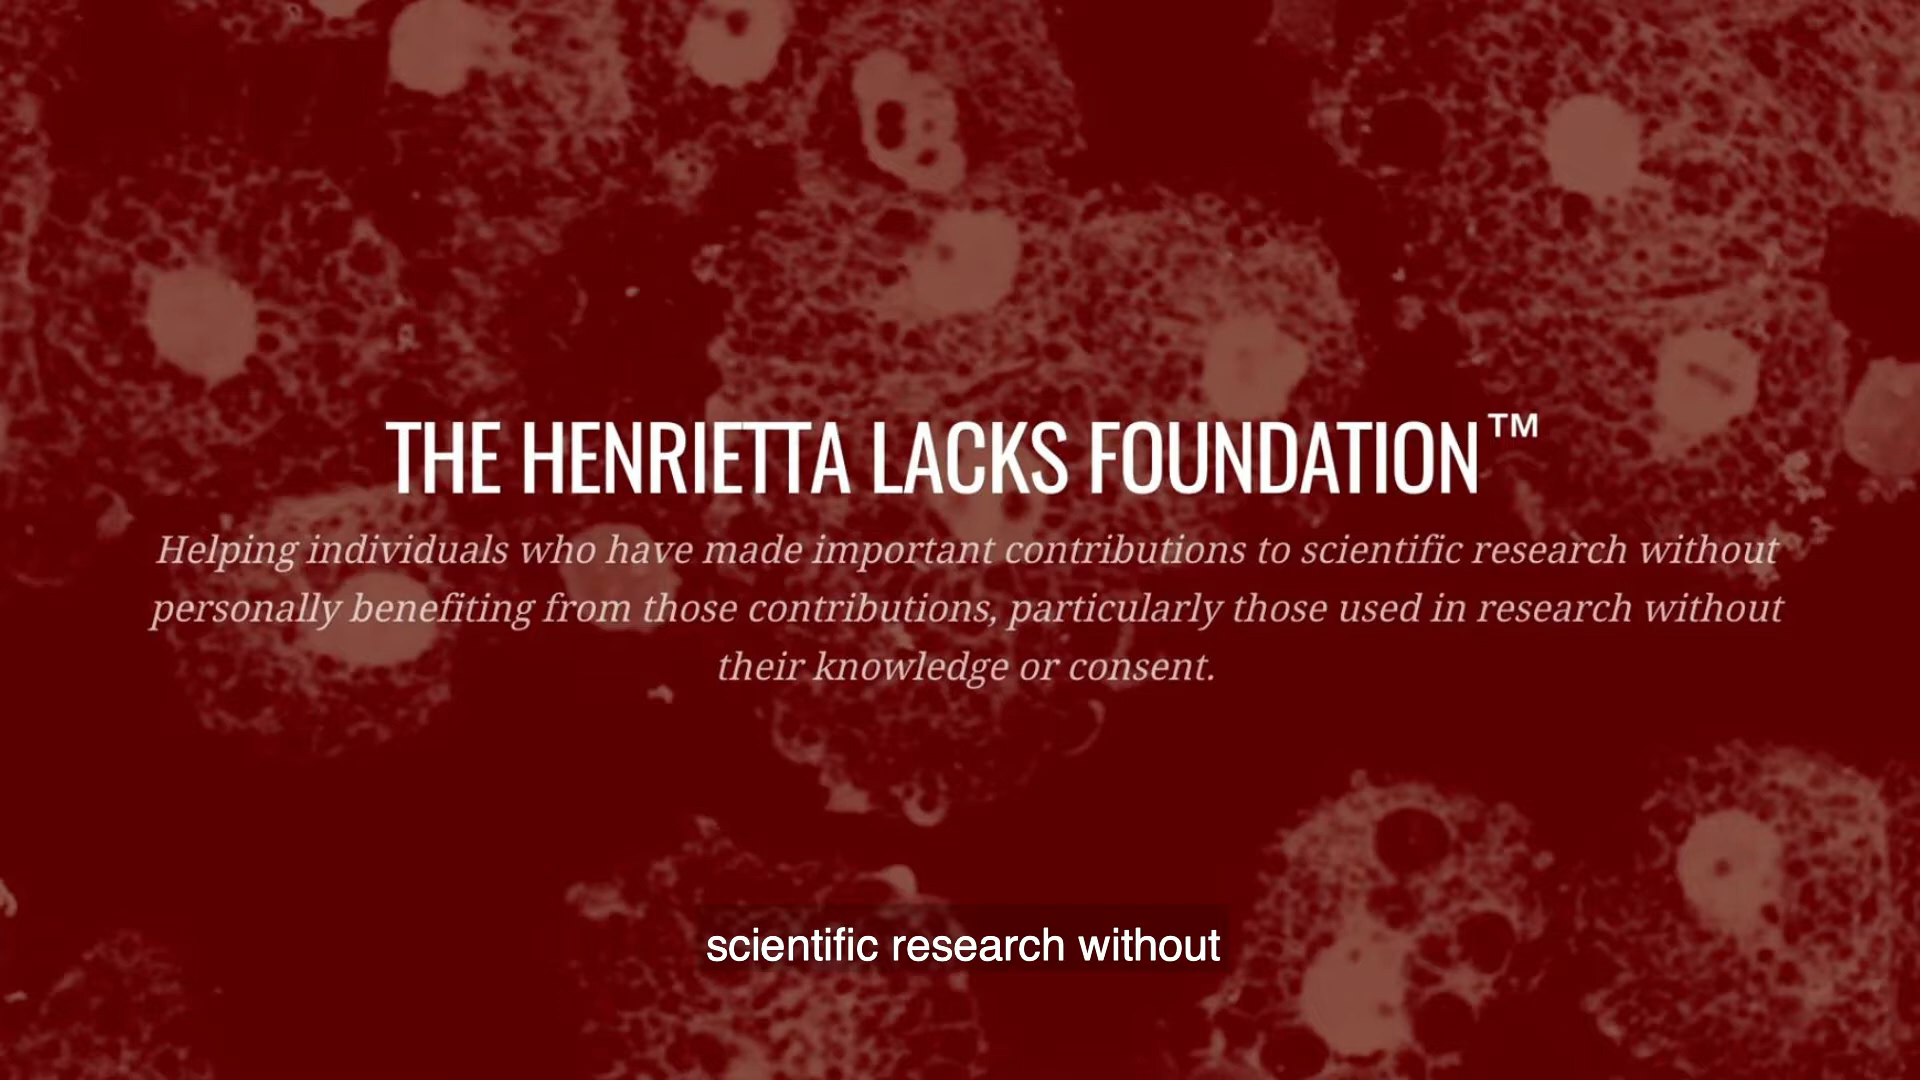 THE HENRIETTA LACKS FOUNDATION™
Helping individuals who have made important contributions to scientific research without
personally benefiting from those contributions, particularly those used in research without
their knowledge or consent.
scientific research without